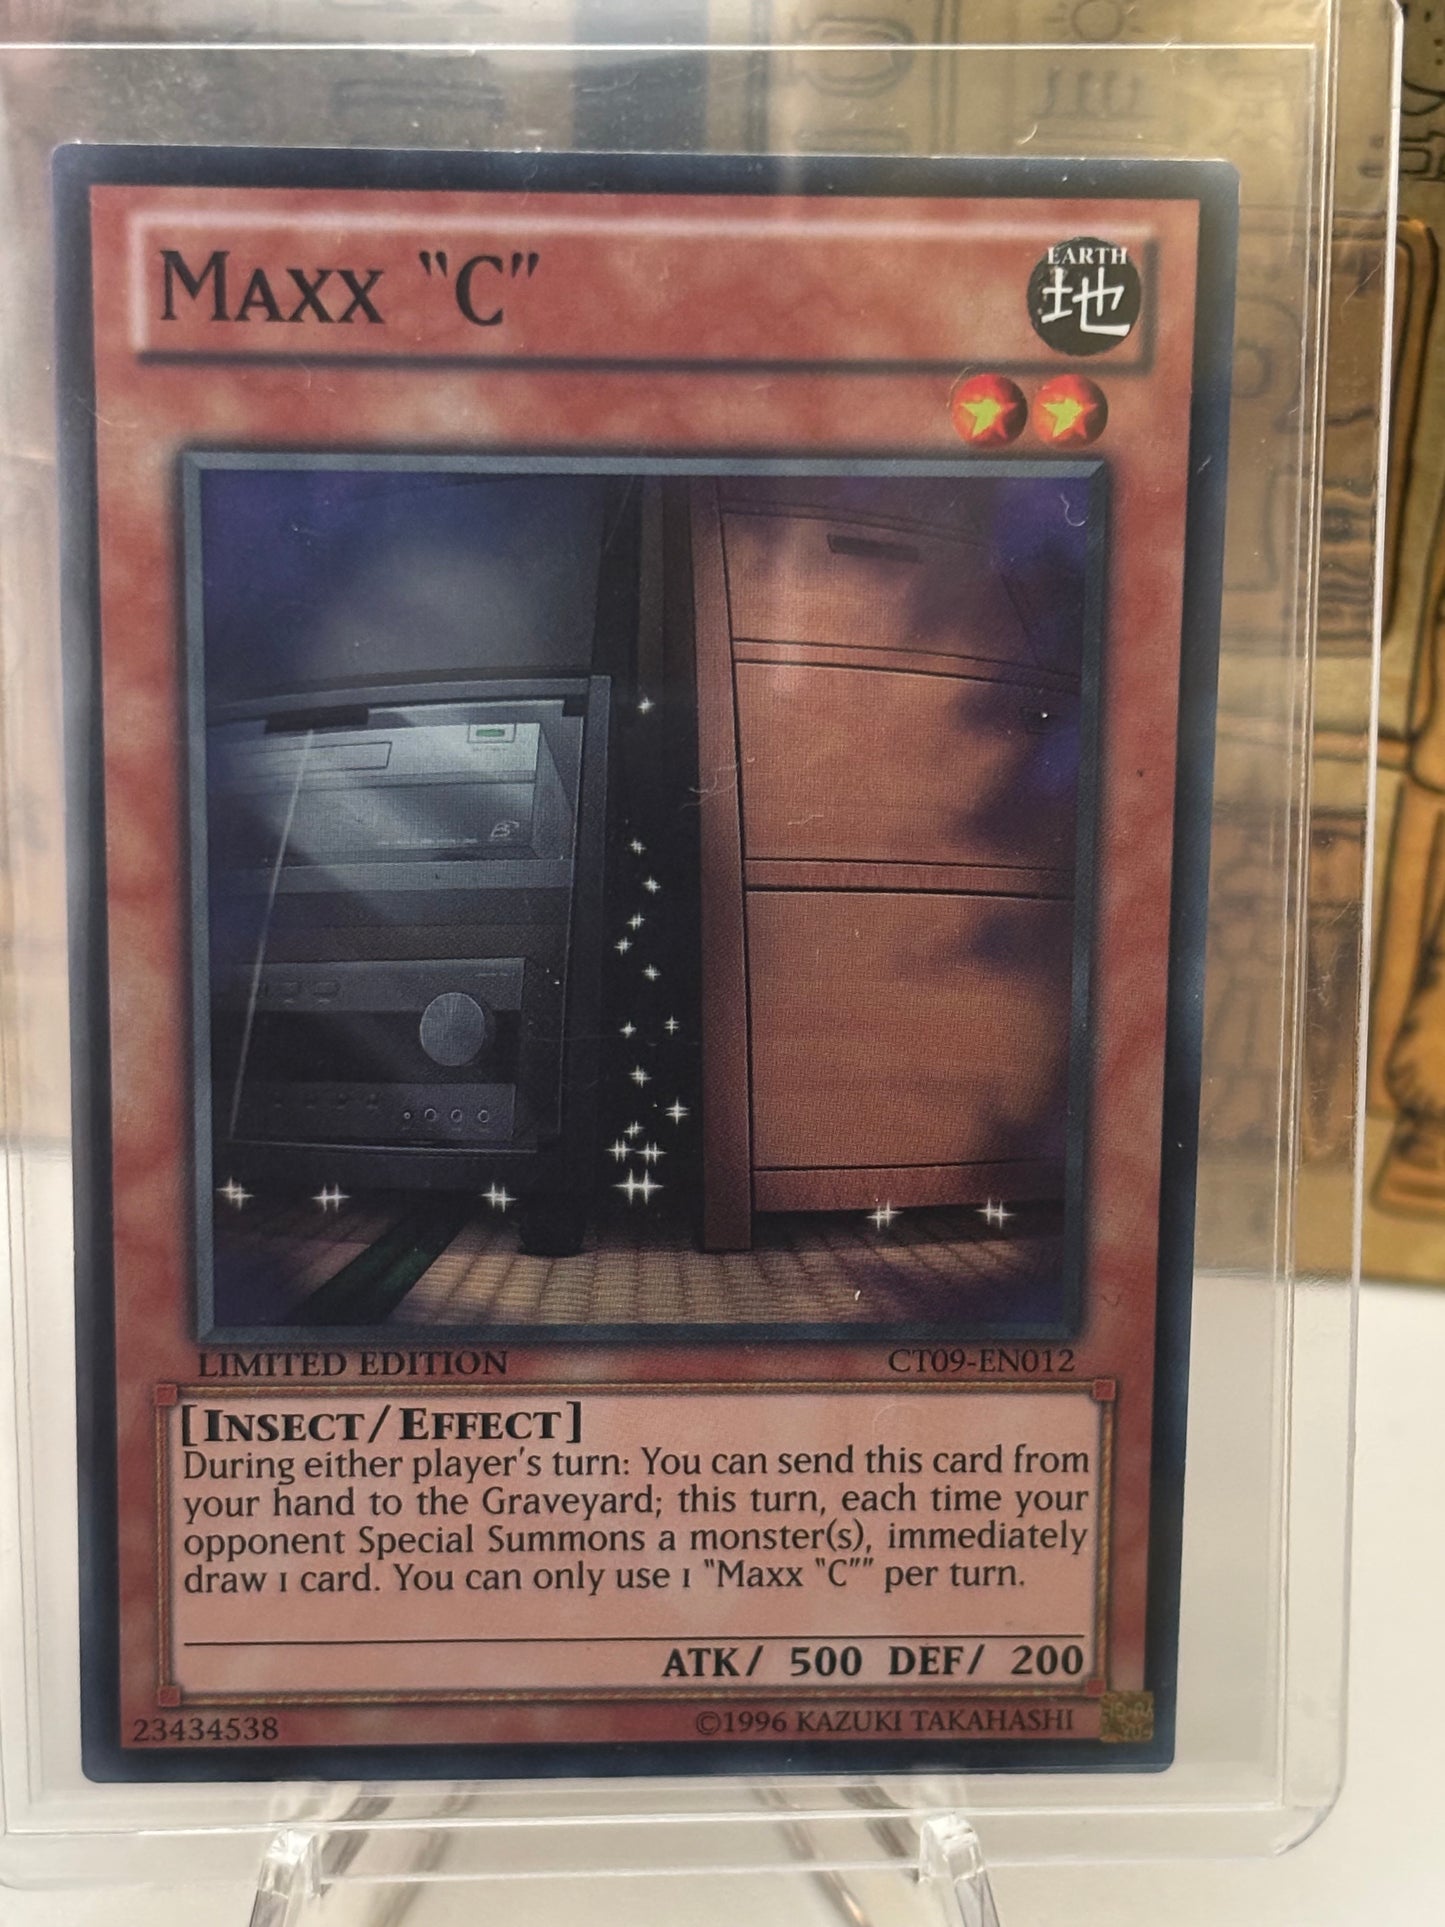 Maxx "C"
EARTH
地
LIMITED EDITION
CT09-EN012
[Insect/Effect]
During either player's turn: You can send this card from
your hand to the Graveyard; this turn, each time your
opponent Special Summons a monster(s), immediately
draw 1 card. You can only use 1 "Maxx "C"" per turn.
ATK/ 500 DEF/ 200
23434538
©1996 KAZUKI TAKAHASHI